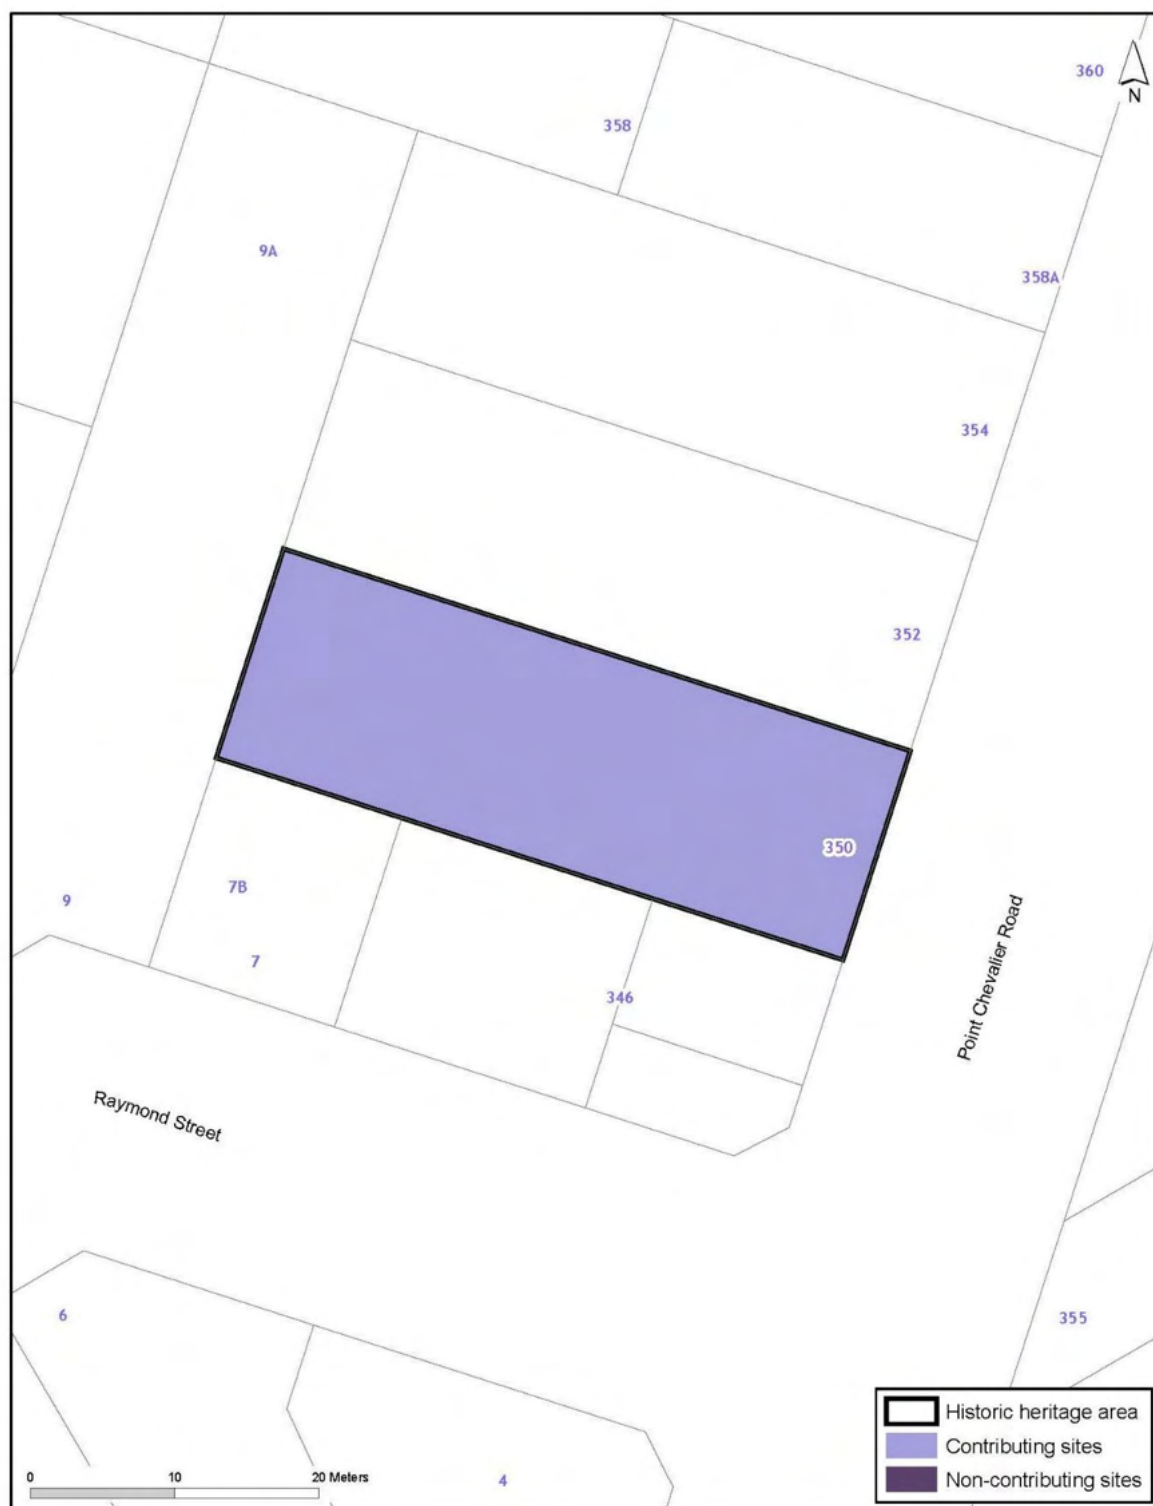 360
N
358
9A
358A
354
352
350
7B
9
7
346
Point Chevalier Road
Raymond Street
6
355
Historic heritage area
Contributing sites
Non-contributing sites
0 10 20 Meters
4